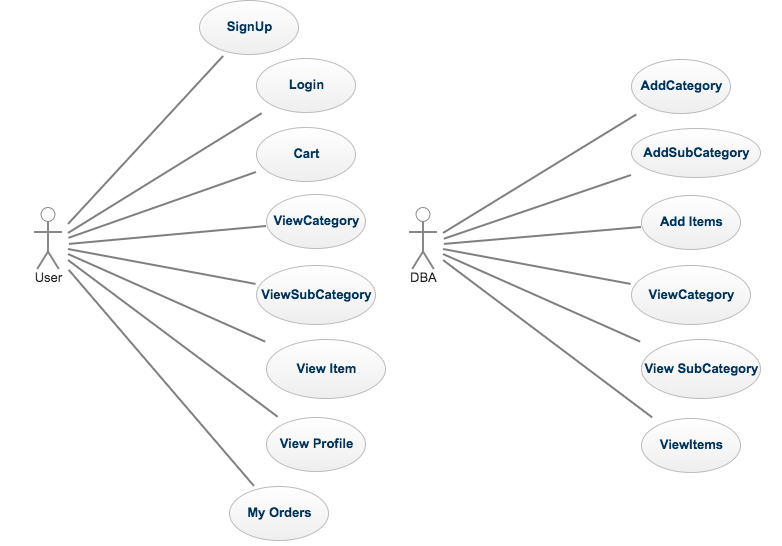 SignUp
Login
Cart
ViewCategory
ViewSubCategory
View Item
View Profile
My Orders
User
AddCategory
AddSubCategory
Add Items
ViewCategory
View SubCategory
ViewItems
DBA